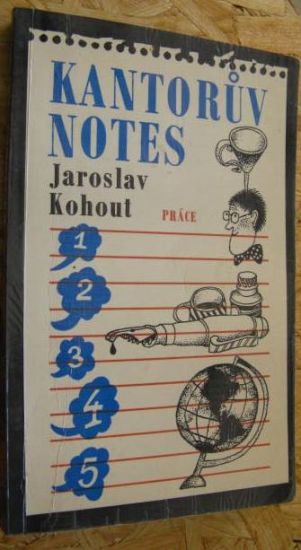 KANTORŮV
NOTES
Jaroslav
Kohout
PRÁCE
1
2
3
4
5